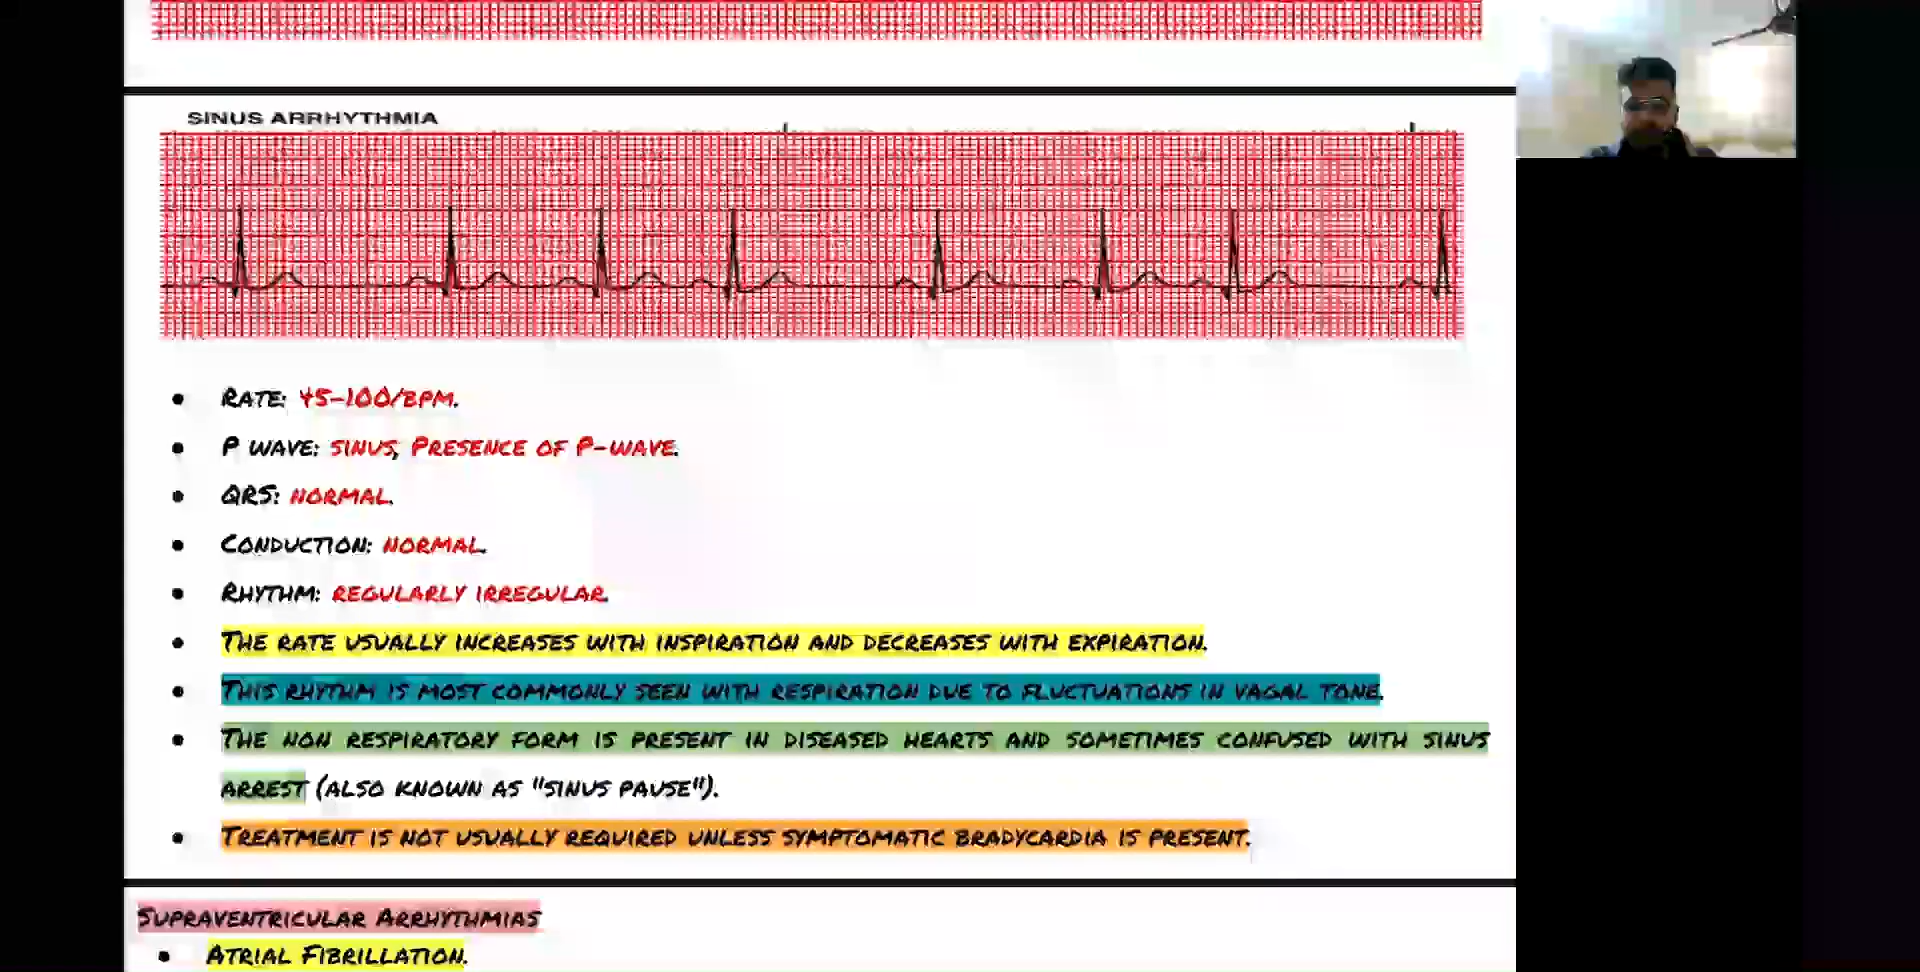 SINUS ARRHYTHMIA
• RATE: 45-100/BPM.
• P WAVE: SINUS, PRESENCE OF P-WAVE.
• QRS: NORMAL.
• CONDUCTION: NORMAL.
• RHYTHM: REGULARLY IRREGULAR.
• THE RATE USUALLY INCREASES WITH INSPIRATION AND DECREASES WITH EXPIRATION.
• THIS RHYTHM IS MOST COMMONLY SEEN WITH RESPIRATION DUE TO FLUCTUATIONS IN VAGAL TONE.
• THE NON RESPIRATORY FORM IS PRESENT IN DISEASED HEARTS AND SOMETIMES CONFUSED WITH SINUS
ARREST (ALSO KNOWN AS "SINUS PAUSE").
• TREATMENT IS NOT USUALLY REQUIRED UNLESS SYMPTOMATIC BRADYCARDIA IS PRESENT.
SUPRAVENTRICULAR ARRHYTHMIAS
• ATRIAL FIBRILLATION.